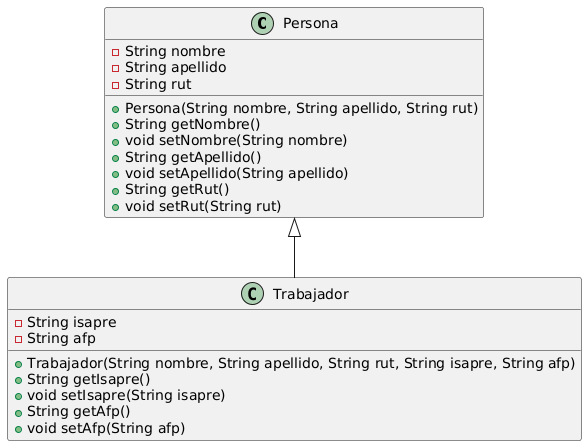 C Persona
String nombre
String apellido
String rut
Persona(String nombre, String apellido, String rut)
String getNombre()
void setNombre(String nombre)
String getApellido()
void setApellido(String apellido)
String getRut()
void setRut(String rut)
C Trabajador
String isapre
String afp
Trabajador(String nombre, String apellido, String rut, String isapre, String afp)
String getIsapre()
void setIsapre(String isapre)
String getAfp()
void setAfp(String afp)